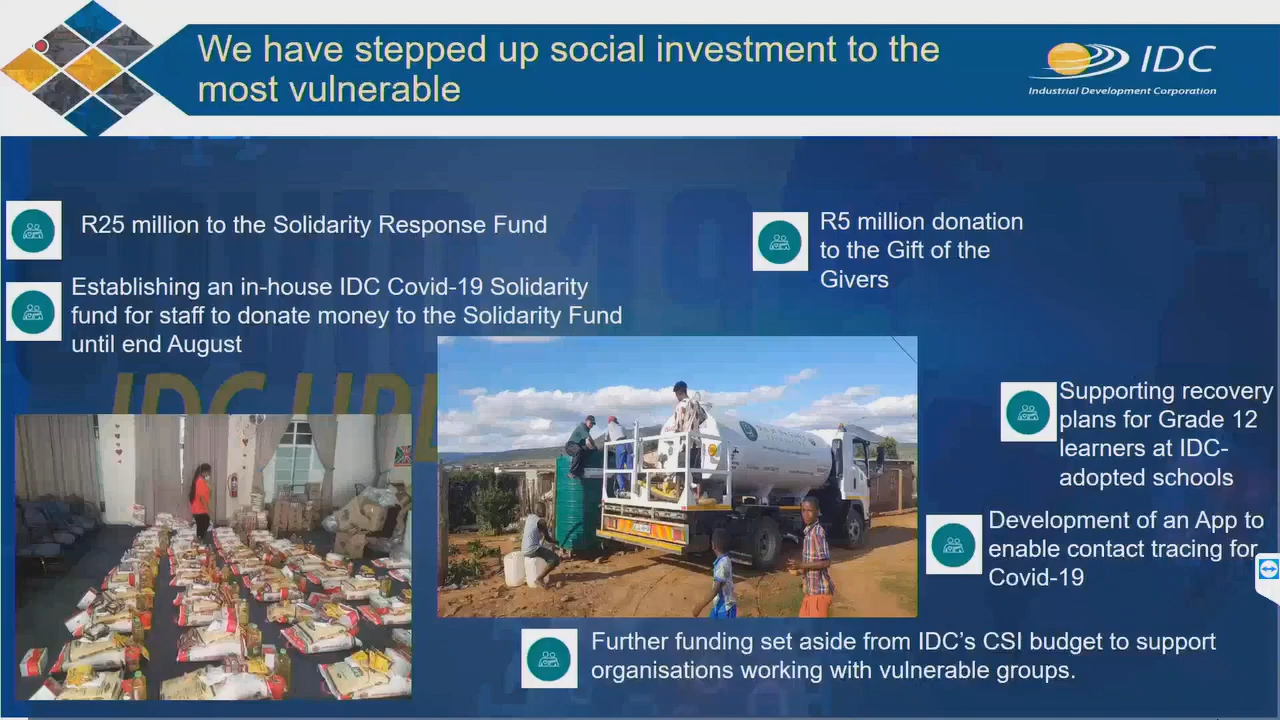 We have stepped up social investment to the
most vulnerable
IDC
Industrial Development Corporation
R25 million to the Solidarity Response Fund
Establishing an in-house IDC Covid-19 Solidarity
fund for staff to donate money to the Solidarity Fund
until end August
R5 million donation
to the Gift of the
Givers
Supporting recovery
plans for Grade 12
learners at IDC-
adopted schools
Development of an App to
enable contact tracing for
Covid-19
Further funding set aside from IDC’s CSI budget to support
organisations working with vulnerable groups.